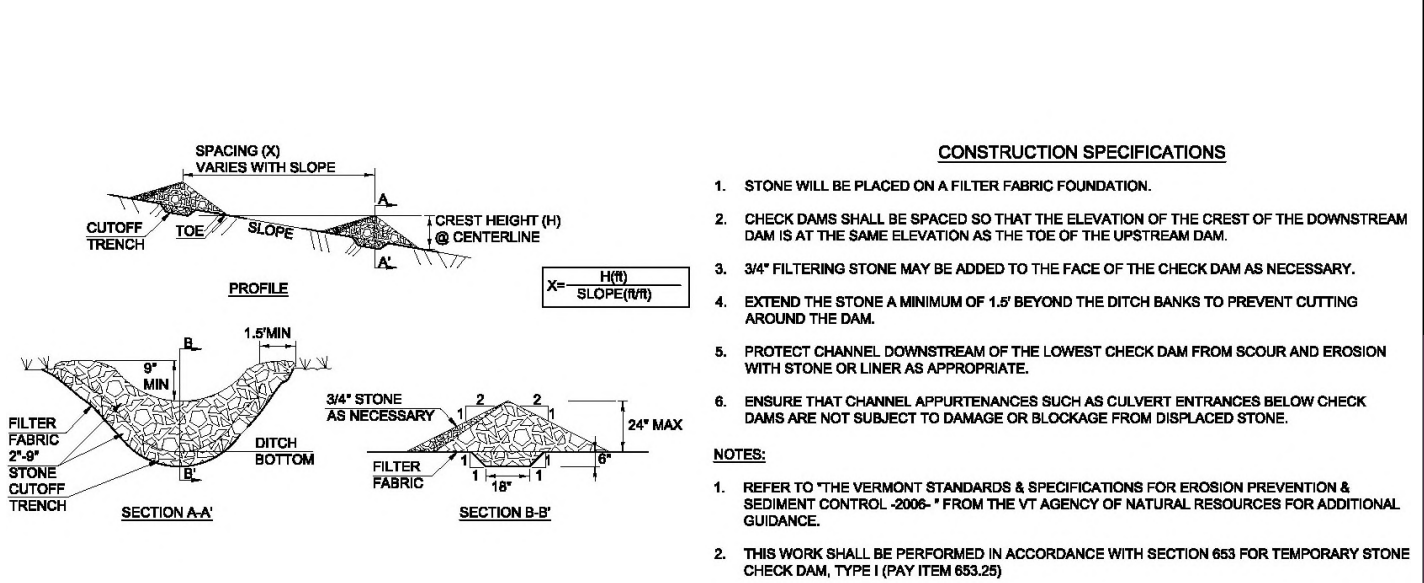 SPACING (X)
VARIES WITH SLOPE
A
CUTOFF
TRENCH
TOE
SLOPE
CREST HEIGHT (H)
@ CENTERLINE
A'
PROFILE
X= H(ft)
SLOPE(ft/ft)
B
1.5'MIN
9"
MIN
FILTER
FABRIC
2"-9"
STONE
CUTOFF
TRENCH
DITCH
BOTTOM
B'
SECTION A-A'
3/4" STONE
AS NECESSARY
2 2
1 1
24" MAX
FILTER
FABRIC
1 1
1 1
18"
6"
SECTION B-B'
CONSTRUCTION SPECIFICATIONS
1. STONE WILL BE PLACED ON A FILTER FABRIC FOUNDATION.
2. CHECK DAMS SHALL BE SPACED SO THAT THE ELEVATION OF THE CREST OF THE DOWNSTREAM
DAM IS AT THE SAME ELEVATION AS THE TOE OF THE UPSTREAM DAM.
3. 3/4" FILTERING STONE MAY BE ADDED TO THE FACE OF THE CHECK DAM AS NECESSARY.
4. EXTEND THE STONE A MINIMUM OF 1.5' BEYOND THE DITCH BANKS TO PREVENT CUTTING
AROUND THE DAM.
5. PROTECT CHANNEL DOWNSTREAM OF THE LOWEST CHECK DAM FROM SCOUR AND EROSION
WITH STONE OR LINER AS APPROPRIATE.
6. ENSURE THAT CHANNEL APPURTENANCES SUCH AS CULVERT ENTRANCES BELOW CHECK
DAMS ARE NOT SUBJECT TO DAMAGE OR BLOCKAGE FROM DISPLACED STONE.
NOTES:
1. REFER TO "THE VERMONT STANDARDS & SPECIFICATIONS FOR EROSION PREVENTION &
SEDIMENT CONTROL -2006- " FROM THE VT AGENCY OF NATURAL RESOURCES FOR ADDITIONAL
GUIDANCE.
2. THIS WORK SHALL BE PERFORMED IN ACCORDANCE WITH SECTION 653 FOR TEMPORARY STONE
CHECK DAM, TYPE I (PAY ITEM 653.25)